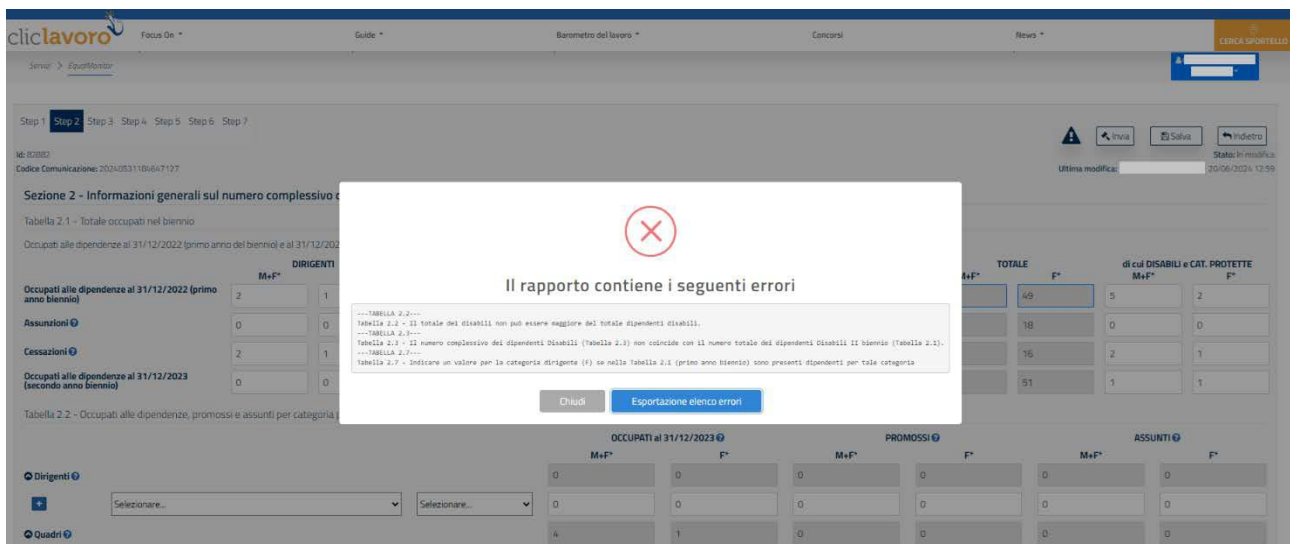 cliclavoro
Focus On
Guide
Barometro del lavoro
Concorsi
News
CERCA SPORTELLO
Servizi > EqualMonitor
Step 1 Step 2 Step 3 Step 4 Step 5 Step 6 Step 7
Invia Salva Indietro
Id: 82882
Stato: In modifica
Codice Comunicazione: 20240531184647127
Ultima modifica: 20/06/2024 12:59
Sezione 2 - Informazioni generali sul numero complessivo
Tabella 2.1 - Totale occupati nel biennio
Occupati alle dipendenze al 31/12/2022 (primo anno del biennio) e al 31/12/202
DIRIGENTI TOTALE di cui DISABILI e CAT. PROTETTE
M+F* M+F* F* M+F* F*
Occupati alle dipendenze al 31/12/2022 (primo anno biennio) 2 1 49 5 2
Assunzioni 0 0 18 0 0
Cessazioni 2 1 16 2 1
Occupati alle dipendenze al 31/12/2023 (secondo anno biennio) 0 0 51 1 1
Il rapporto contiene i seguenti errori
---TABELLA 2.2---
Tabella 2.2 - Il totale dei disabili non può essere maggiore del totale dipendenti disabili.
---TABELLA 2.3---
Tabella 2.3 - Il numero complessivo dei dipendenti Disabili (Tabella 2.3) non coincide con il numero totale dei dipendenti Disabili II biennio (Tabella 2.1).
---TABELLA 2.7---
Tabella 2.7 - Indicare un valore per la categoria dirigente (F) se nella Tabella 2.1 (primo anno biennio) sono presenti dipendenti per tale categoria
Chiudi Esportazione elenco errori
Tabella 2.2 - Occupati alle dipendenze, promossi e assunti per categoria
OCCUPATI al 31/12/2023 PROMOSSI ASSUNTI
M+F* F* M+F* F* M+F* F*
Dirigenti 0 0 0 0 0 0
+ Selezionare... Selezionare... 0 0 0 0 0 0
Quadri 4 1 0 0 0 0